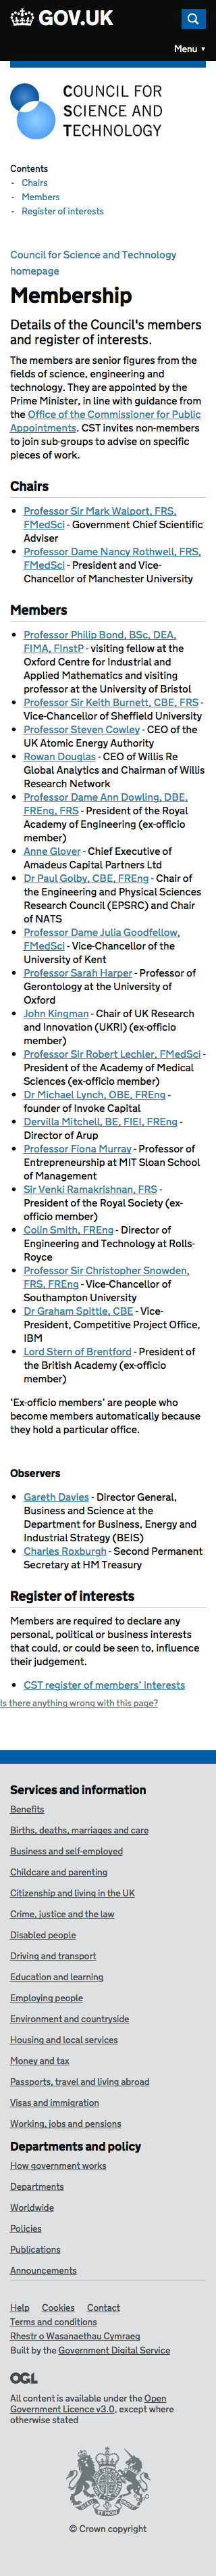 GOV.UK
Menu ▼
COUNCIL FOR
SCIENCE AND
TECHNOLOGY
Contents
- Chairs
- Members
- Register of interests
Council for Science and Technology
homepage
Membership
Details of the Council's members
and register of interests.
The members are senior figures from the
fields of science, engineering and
technology. They are appointed by the
Prime Minister, in line with guidance from
the Office of the Commissioner for Public
Appointments. CST invites non-members
to join sub-groups to advise on specific
pieces of work.
Chairs
• Professor Sir Mark Walport, FRS,
FMedSci - Government Chief Scientific
Adviser
• Professor Dame Nancy Rothwell, FRS,
FMedSci - President and Vice-
Chancellor of Manchester University
Members
• Professor Philip Bond, BSc, DEA,
FIMA, FInstP - visiting fellow at the
Oxford Centre for Industrial and
Applied Mathematics and visiting
professor at the University of Bristol
• Professor Sir Keith Burnett, CBE, FRS -
Vice-Chancellor of Sheffield University
• Professor Steven Cowley - CEO of the
UK Atomic Energy Authority
• Rowan Douglas - CEO of Willis Re
Global Analytics and Chairman of Willis
Research Network
• Professor Dame Ann Dowling, DBE,
FREng, FRS - President of the Royal
Academy of Engineering (ex-officio
member)
• Anne Glover - Chief Executive of
Amadeus Capital Partners Ltd
• Dr Paul Golby, CBE, FREng - Chair of
the Engineering and Physical Sciences
Research Council (EPSRC) and Chair
of NATS
• Professor Dame Julia Goodfellow,
FMedSci - Vice-Chancellor of the
University of Kent
• Professor Sarah Harper - Professor of
Gerontology at the University of
Oxford
• John Kingman - Chair of UK Research
and Innovation (UKRI) (ex-officio
member)
• Professor Sir Robert Lechler, FMedSci -
President of the Academy of Medical
Sciences (ex-officio member)
• Dr Michael Lynch, OBE, FREng -
founder of Invoke Capital
• Dervilla Mitchell, BE, FIEI, FREng -
Director of Arup
• Professor Fiona Murray - Professor of
Entrepreneurship at MIT Sloan School
of Management
• Sir Venki Ramakrishnan, FRS -
President of the Royal Society (ex-
officio member)
• Colin Smith, FREng - Director of
Engineering and Technology at Rolls-
Royce
• Professor Sir Christopher Snowden,
FRS, FREng - Vice-Chancellor of
Southampton University
• Dr Graham Spittle, CBE - Vice-
President, Competitive Project Office,
IBM
• Lord Stern of Brentford - President of
the British Academy (ex-officio
member)
‘Ex-officio members’ are people who
become members automatically because
they hold a particular office.
Observers
• Gareth Davies - Director General,
Business and Science at the
Department for Business, Energy and
Industrial Strategy (BEIS)
• Charles Roxburgh - Second Permanent
Secretary at HM Treasury
Register of interests
Members are required to declare any
personal, political or business interests
that could, or could be seen to, influence
their judgement.
• CST register of members’ interests
Is there anything wrong with this page?
Services and information
Benefits
Births, deaths, marriages and care
Business and self-employed
Childcare and parenting
Citizenship and living in the UK
Crime, justice and the law
Disabled people
Driving and transport
Education and learning
Employing people
Environment and countryside
Housing and local services
Money and tax
Passports, travel and living abroad
Visas and immigration
Working, jobs and pensions
Departments and policy
How government works
Departments
Worldwide
Policies
Publications
Announcements
Help Cookies Contact
Terms and conditions
Rhestr o Wasanaethau Cymraeg
Built by the Government Digital Service
OGL
All content is available under the Open
Government Licence v3.0, except where
otherwise stated
© Crown copyright